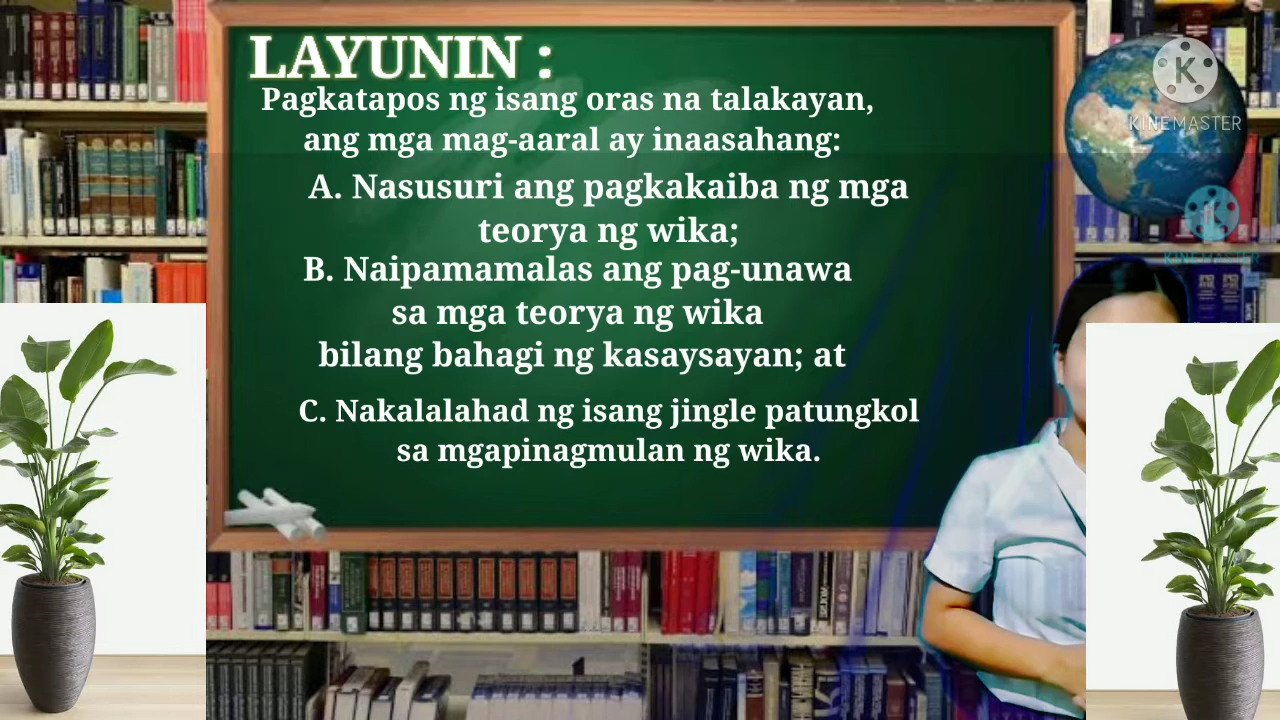 LAYUNIN :
Pagkatapos ng isang oras na talakayan,
ang mga mag-aaral ay inaasahang:
A. Nasusuri ang pagkakaiba ng mga
teorya ng wika;
B. Naipamamalas ang pag-unawa
sa mga teorya ng wika
bilang bahagi ng kasaysayan; at
C. Nakalalahad ng isang jingle patungkol
sa mgapinagmulan ng wika.
K
KINEMASTER
K
KINEMASTER